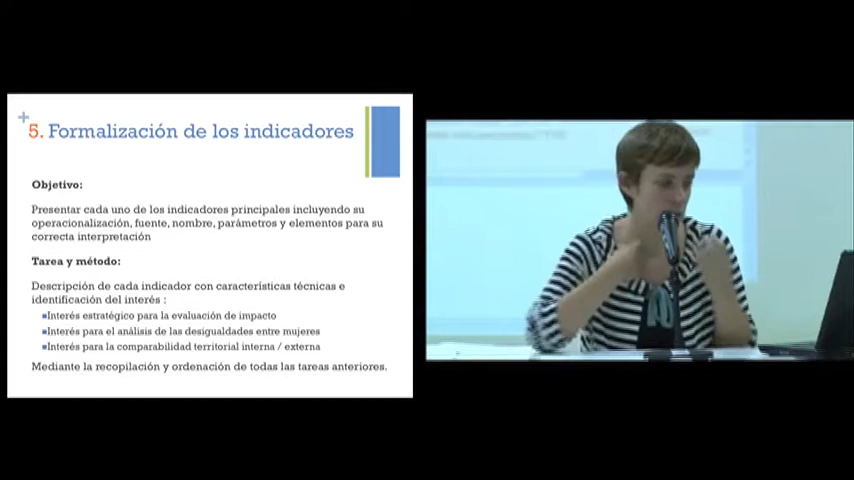 5. Formalización de los indicadores
Objetivo:
Presentar cada uno de los indicadores principales incluyendo su
operacionalización, fuente, nombre, parámetros y elementos para su
correcta interpretación
Tarea y método:
Descripción de cada indicador con características técnicas e
identificación del interés :
Interés estratégico para la evaluación de impacto
Interés para el análisis de las desigualdades entre mujeres
Interés para la comparabilidad territorial interna / externa
Mediante la recopilación y ordenación de todas las tareas anteriores.